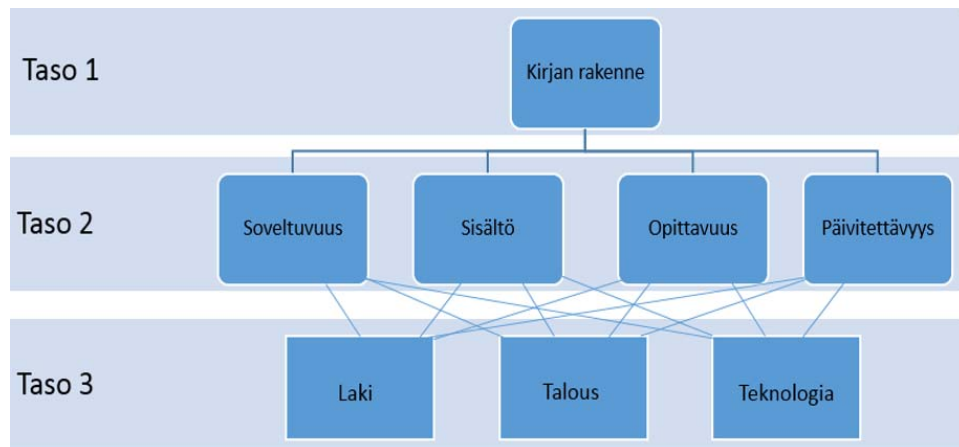 Taso 1
Kirjan rakenne
Taso 2
Soveltuvuus
Sisältö
Opittavuus
Päivitettävyys
Taso 3
Laki
Talous
Teknologia